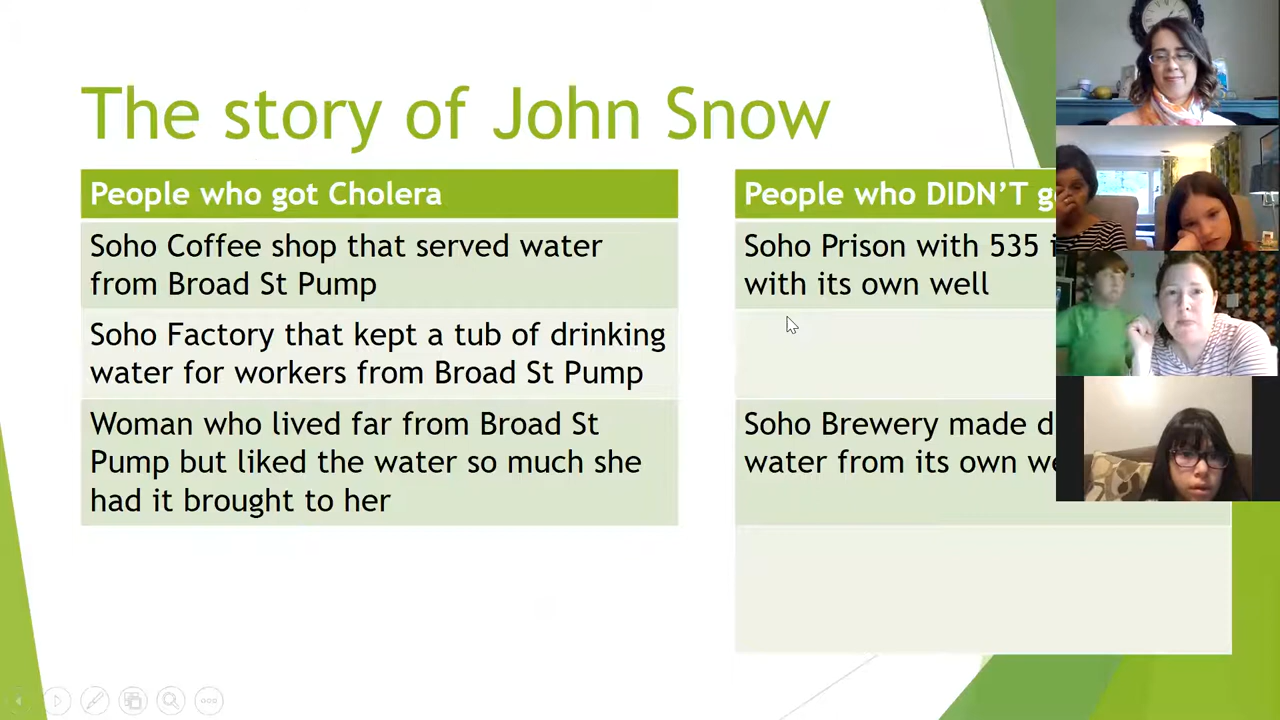 The story of John Snow
People who got Cholera
Soho Coffee shop that served water
from Broad St Pump
Soho Factory that kept a tub of drinking
water for workers from Broad St Pump
Woman who lived far from Broad St
Pump but liked the water so much she
had it brought to her
People who DIDN'T
Soho Prison with 535
with its own well
Soho Brewery made
water from its own